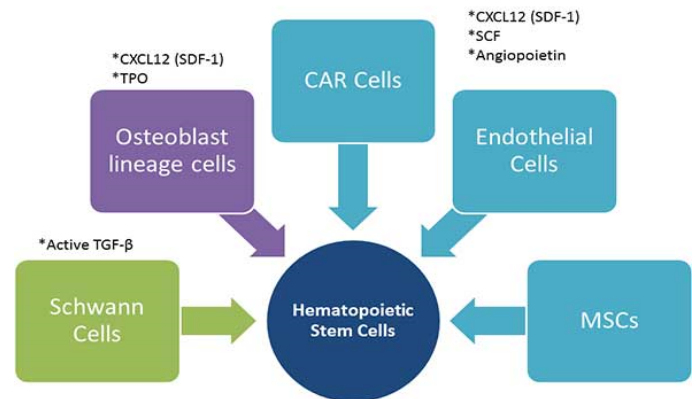 *CXCL12 (SDF-1)
*TPO
Osteoblast
lineage cells
CAR Cells
*CXCL12 (SDF-1)
*SCF
*Angiopoietin
Endothelial
Cells
*Active TGF-β
Schwann
Cells
Hematopoietic
Stem Cells
MSCs